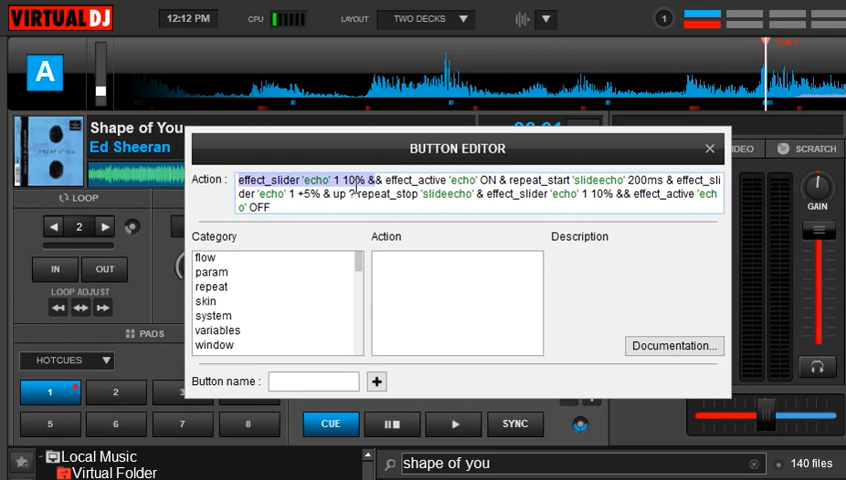 VIRTUAL DJ
12:12 PM
CPU
LAYOUT
TWO DECKS
1
A
Shape of You
Ed Sheeran
BUTTON EDITOR
SCRATCH
Action :
effect_slider 'echo' 1 10% && effect_active 'echo' ON & repeat_start 'slideecho' 200ms & effect_sli
der 'echo' 1 +5% & up ? repeat_stop 'slideecho' & effect_slider 'echo' 1 10% && effect_active 'ech
o' OFF
LOOP
2
IN
OUT
LOOP ADJUST
GAIN
Category
Action
Description
flow
param
repeat
skin
system
variables
window
Documentation...
PADS
HOTCUES
Button name :
1
2
3
5
6
7
8
CUE
SYNC
Local Music
Virtual Folder
shape of you
140 files